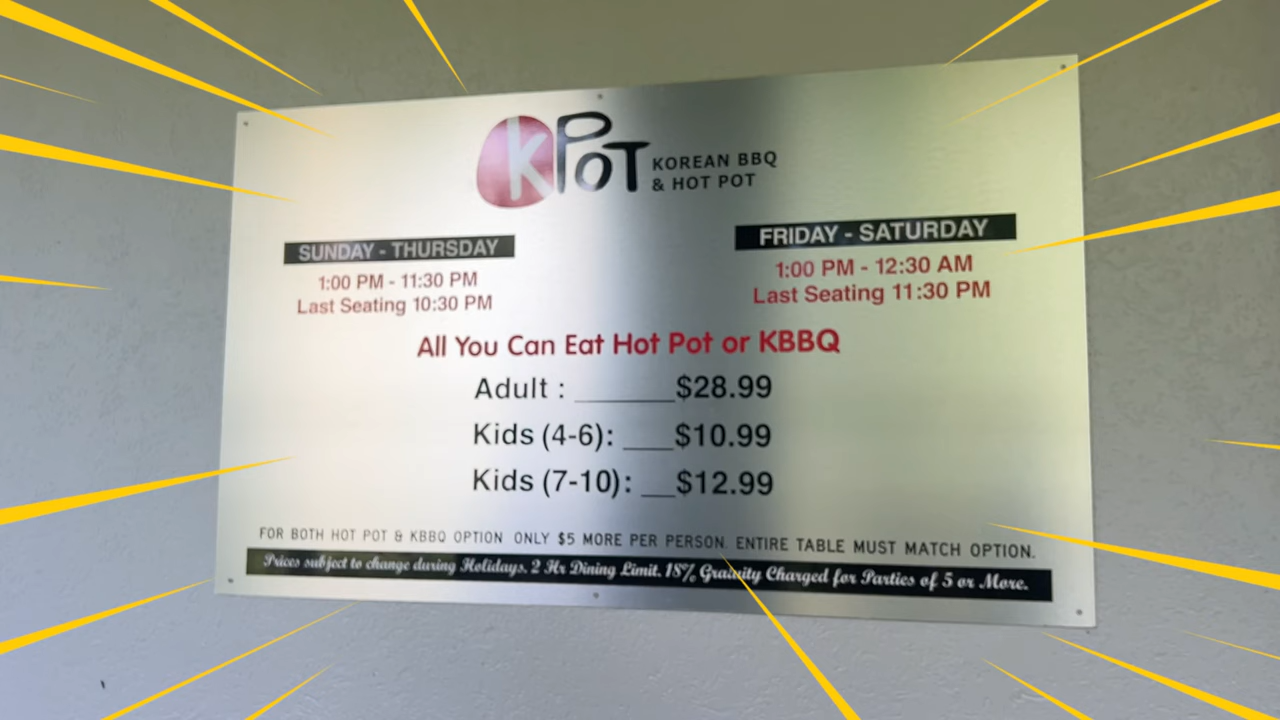 KPOT KOREAN BBQ
& HOT POT
SUNDAY - THURSDAY
1:00 PM - 11:30 PM
Last Seating 10:30 PM
FRIDAY - SATURDAY
1:00 PM - 12:30 AM
Last Seating 11:30 PM
All You Can Eat Hot Pot or KBBQ
Adult : ______$28.99
Kids (4-6): ___$10.99
Kids (7-10): __$12.99
FOR BOTH HOT POT & KBBQ OPTION ONLY $5 MORE PER PERSON. ENTIRE TABLE MUST MATCH OPTION.
Prices subject to change during Holidays. 2 Hr Dining Limit. 18% Gratuity Charged for Parties of 5 or More.